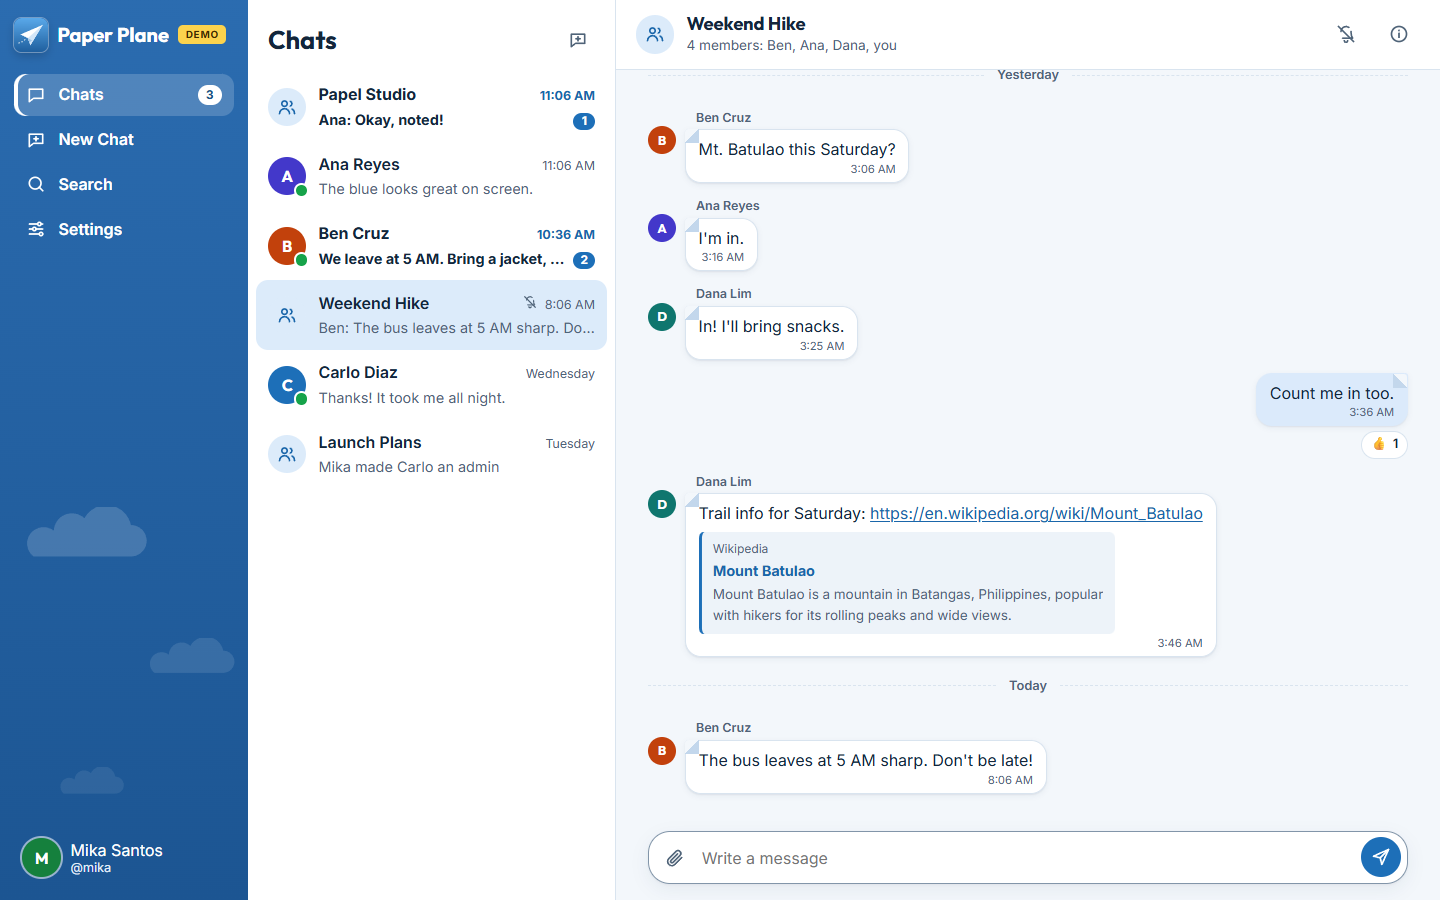 Paper Plane DEMO
Chats 3
New Chat
Search
Settings
M
Mika Santos
@mika
Chats
Papel Studio 11:06 AM
Ana: Okay, noted! 1
A
Ana Reyes 11:06 AM
The blue looks great on screen.
B
Ben Cruz 10:36 AM
We leave at 5 AM. Bring a jacket, ... 2
Weekend Hike 8:06 AM
Ben: The bus leaves at 5 AM sharp. Do...
C
Carlo Diaz Wednesday
Thanks! It took me all night.
Launch Plans Tuesday
Mika made Carlo an admin
Weekend Hike
4 members: Ben, Ana, Dana, you
Yesterday
Ben Cruz
B
Mt. Batulao this Saturday?
3:06 AM
Ana Reyes
A
I'm in.
3:16 AM
Dana Lim
D
In! I'll bring snacks.
3:25 AM
Count me in too.
3:36 AM
👍 1
Dana Lim
D
Trail info for Saturday: https://en.wikipedia.org/wiki/Mount_Batulao
Wikipedia
Mount Batulao
Mount Batulao is a mountain in Batangas, Philippines, popular
with hikers for its rolling peaks and wide views.
3:46 AM
Today
Ben Cruz
B
The bus leaves at 5 AM sharp. Don't be late!
8:06 AM
Write a message